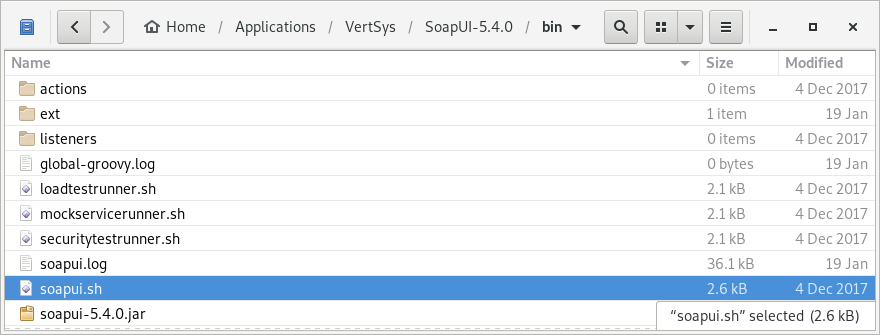 Home / Applications / VertSys / SoapUI-5.4.0 / bin
Name Size Modified
actions 0 items 4 Dec 2017
ext 1 item 19 Jan
listeners 0 items 4 Dec 2017
global-groovy.log 0 bytes 19 Jan
loadtestrunner.sh 2.1 kB 4 Dec 2017
mockservicerunner.sh 2.1 kB 4 Dec 2017
securitytestrunner.sh 2.1 kB 4 Dec 2017
soapui.log 36.1 kB 19 Jan
soapui.sh 2.6 kB 4 Dec 2017
soapui-5.4.0.jar
“soapui.sh” selected (2.6 kB)